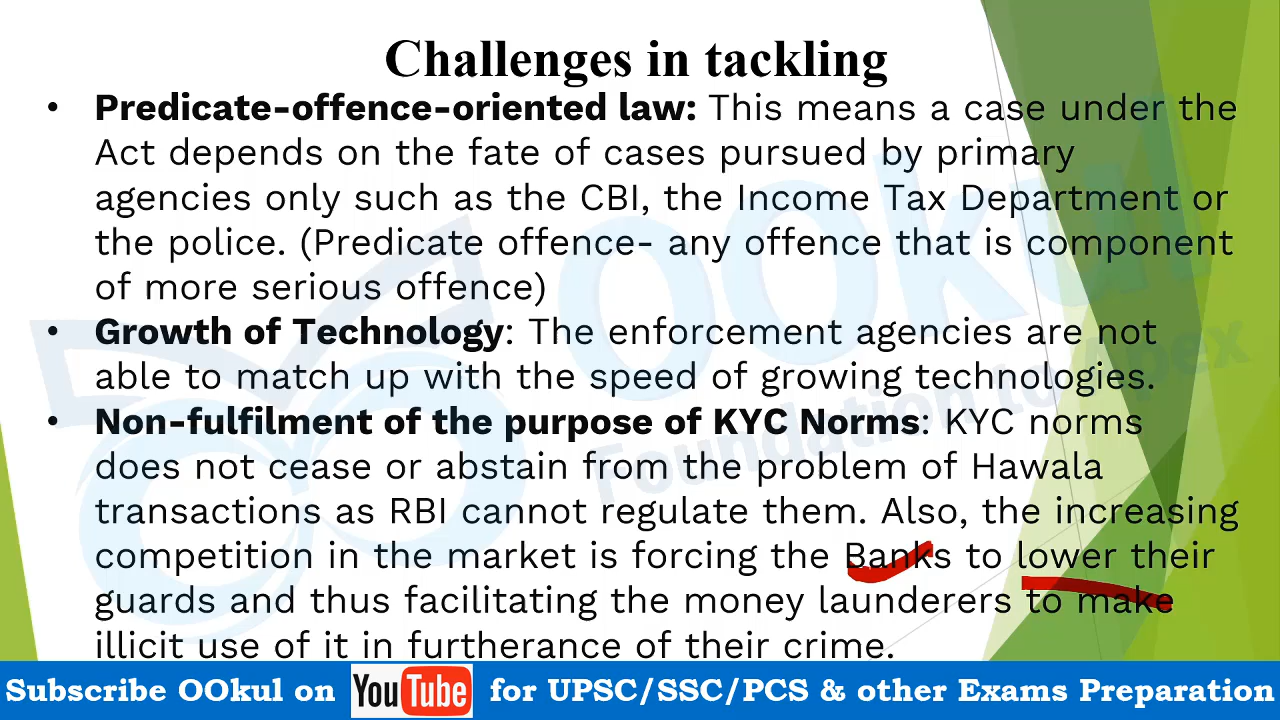 Challenges in tackling
• Predicate-offence-oriented law: This means a case under the
Act depends on the fate of cases pursued by primary
agencies only such as the CBI, the Income Tax Department or
the police. (Predicate offence- any offence that is component
of more serious offence)
• Growth of Technology: The enforcement agencies are not
able to match up with the speed of growing technologies.
• Non-fulfilment of the purpose of KYC Norms: KYC norms
does not cease or abstain from the problem of Hawala
transactions as RBI cannot regulate them. Also, the increasing
competition in the market is forcing the Banks to lower their
guards and thus facilitating the money launderers to make
illicit use of it in furtherance of their crime.
OOkul
Foundation to Apex
Subscribe OOkul on YouTube for UPSC/SSC/PCS & other Exams Preparation